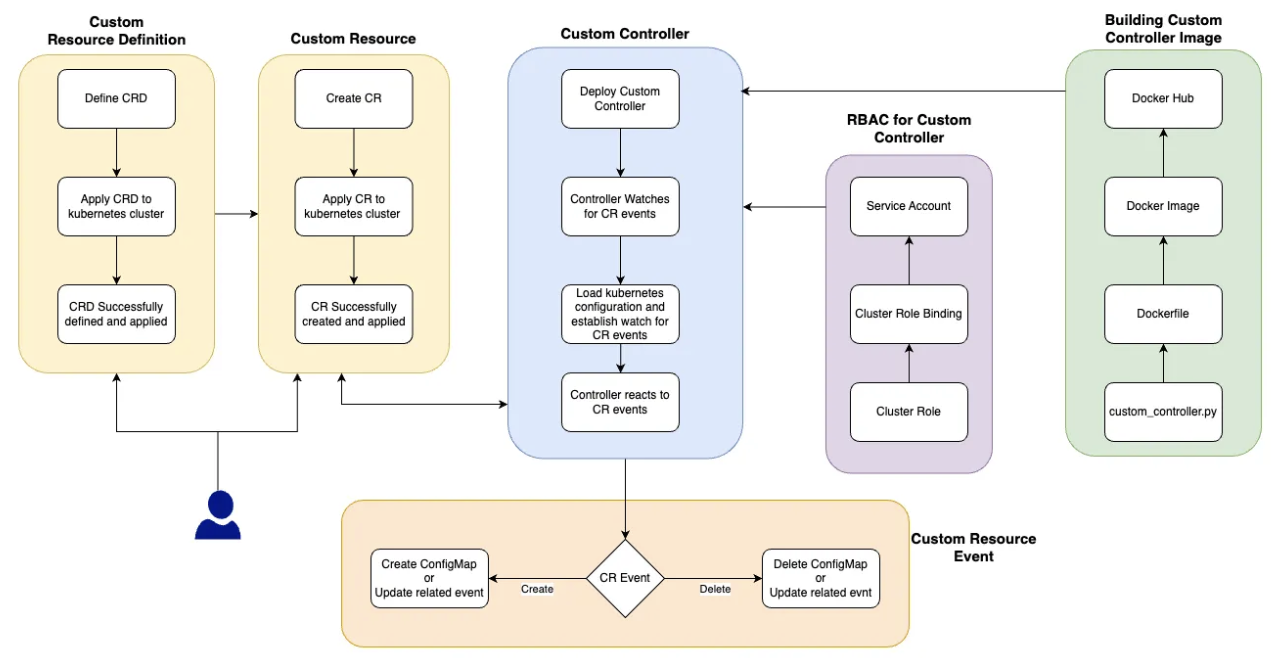 Custom
Resource Definition
Define CRD
Apply CRD to
kubernetes cluster
CRD Successfully
defined and applied
Custom Resource
Create CR
Apply CR to
kubernetes cluster
CR Successfully
created and applied
Custom Controller
Deploy Custom
Controller
Controller Watches
for CR events
Load kubernetes
configuration and
establish watch for
CR events
Controller reacts to
CR events
RBAC for Custom
Controller
Service Account
Cluster Role Binding
Cluster Role
Building Custom
Controller Image
Docker Hub
Docker Image
Dockerfile
custom_controller.py
Custom Resource
Event
Create ConfigMap
or
Update related event
Create
CR Event
Delete
Delete ConfigMap
or
Update related evnt